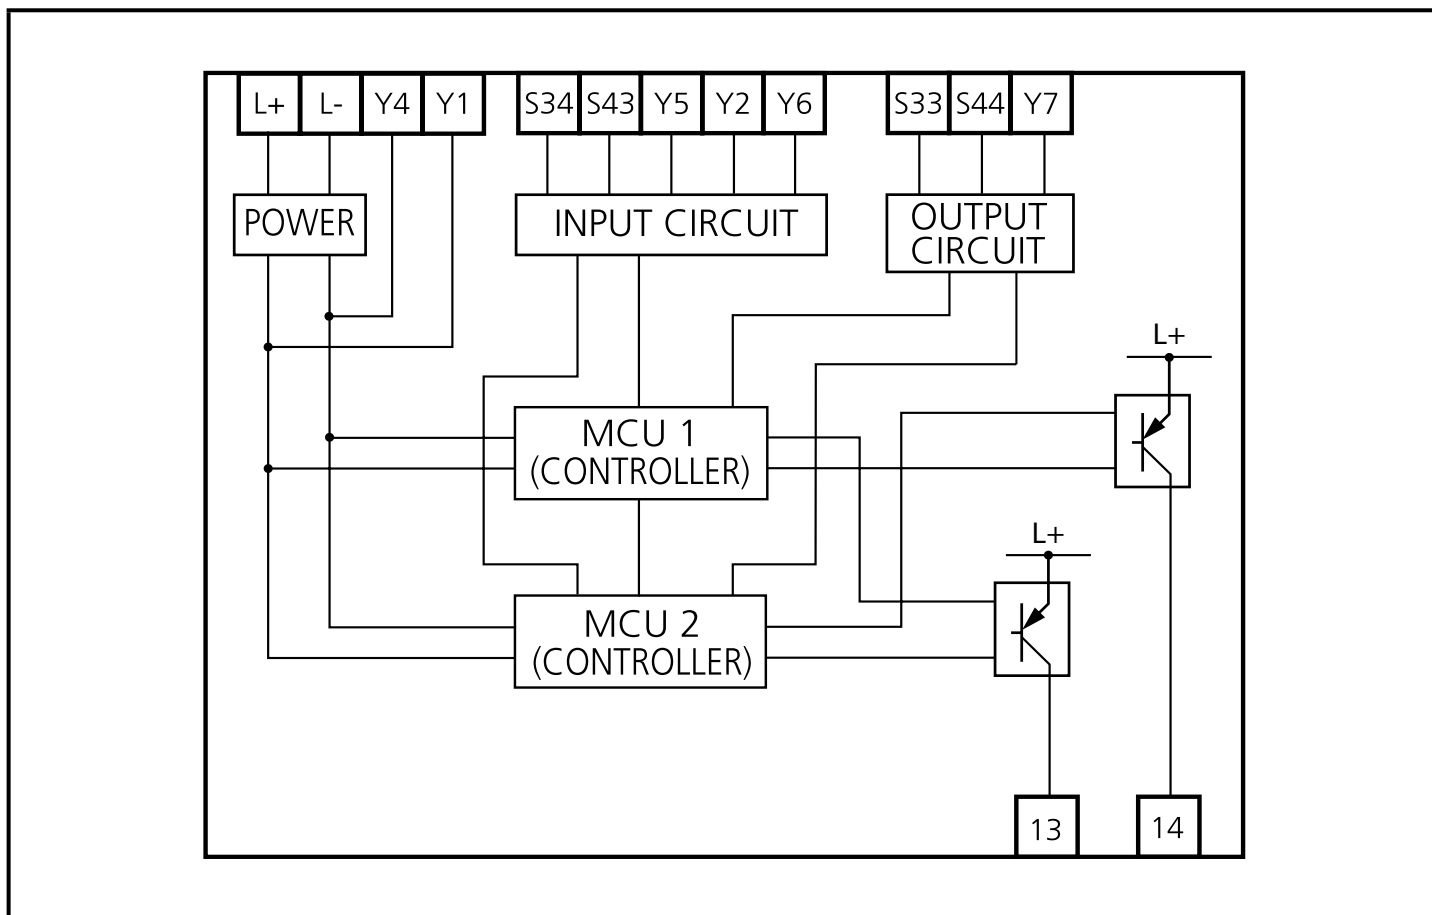 L+ L- Y4 Y1 S34 S43 Y5 Y2 Y6 S33 S44 Y7
POWER
INPUT CIRCUIT
OUTPUT
CIRCUIT
L+
MCU 1
(CONTROLLER)
L+
MCU 2
(CONTROLLER)
13
14